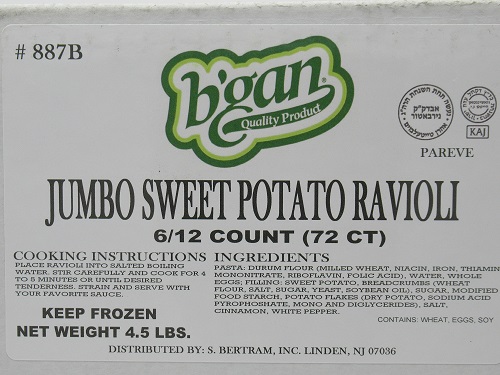 # 887B
b'gan®
Quality Product
KAJ
PAREVE
JUMBO SWEET POTATO RAVIOLI
6/12 COUNT (72 CT)
COOKING INSTRUCTIONS
PLACE RAVIOLI INTO SALTED BOILING
WATER. STIR CAREFULLY AND COOK FOR 4
TO 5 MINUTES OR UNTIL DESIRED
TENDERNESS. STRAIN AND SERVE WITH
YOUR FAVORITE SAUCE.
INGREDIENTS
PASTA: DURUM FLOUR (MILLED WHEAT, NIACIN, IRON, THIAMIN
MONONITRATE, RIBOFLAVIN, FOLIC ACID), WATER, WHOLE
EGGS; FILLING: SWEET POTATO, BREADCRUMBS (WHEAT
FLOUR, SALT, SUGAR, YEAST, SOYBEAN OIL), SUGAR, MODIFIED
FOOD STARCH, POTATO FLAKES (DRY POTATO, SODIUM ACID
PYROPHOSPHATE, MONO AND DIGLYCERIDES), SALT,
CINNAMON, WHITE PEPPER.
CONTAINS: WHEAT, EGGS, SOY
KEEP FROZEN
NET WEIGHT 4.5 LBS.
DISTRIBUTED BY: S. BERTRAM, INC. LINDEN, NJ 07036